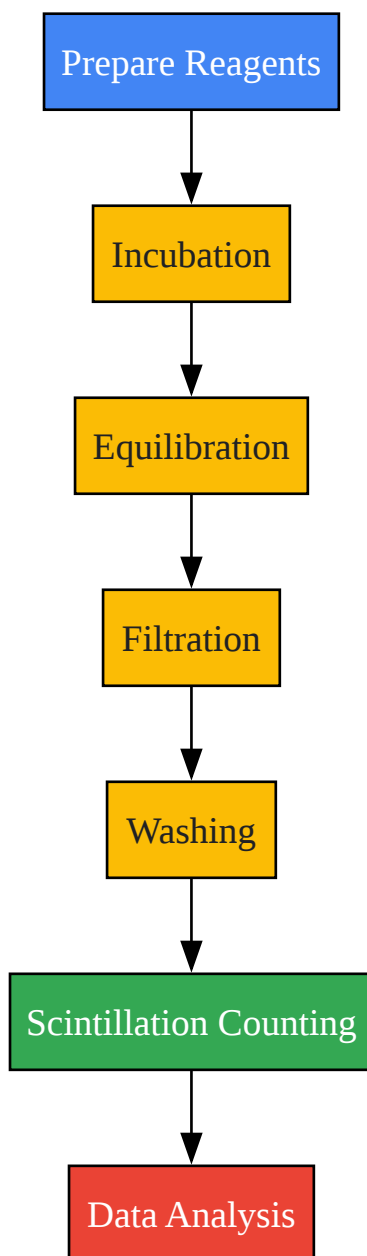 Prepare Reagents
Incubation
Equilibration
Filtration
Washing
Scintillation Counting
Data Analysis